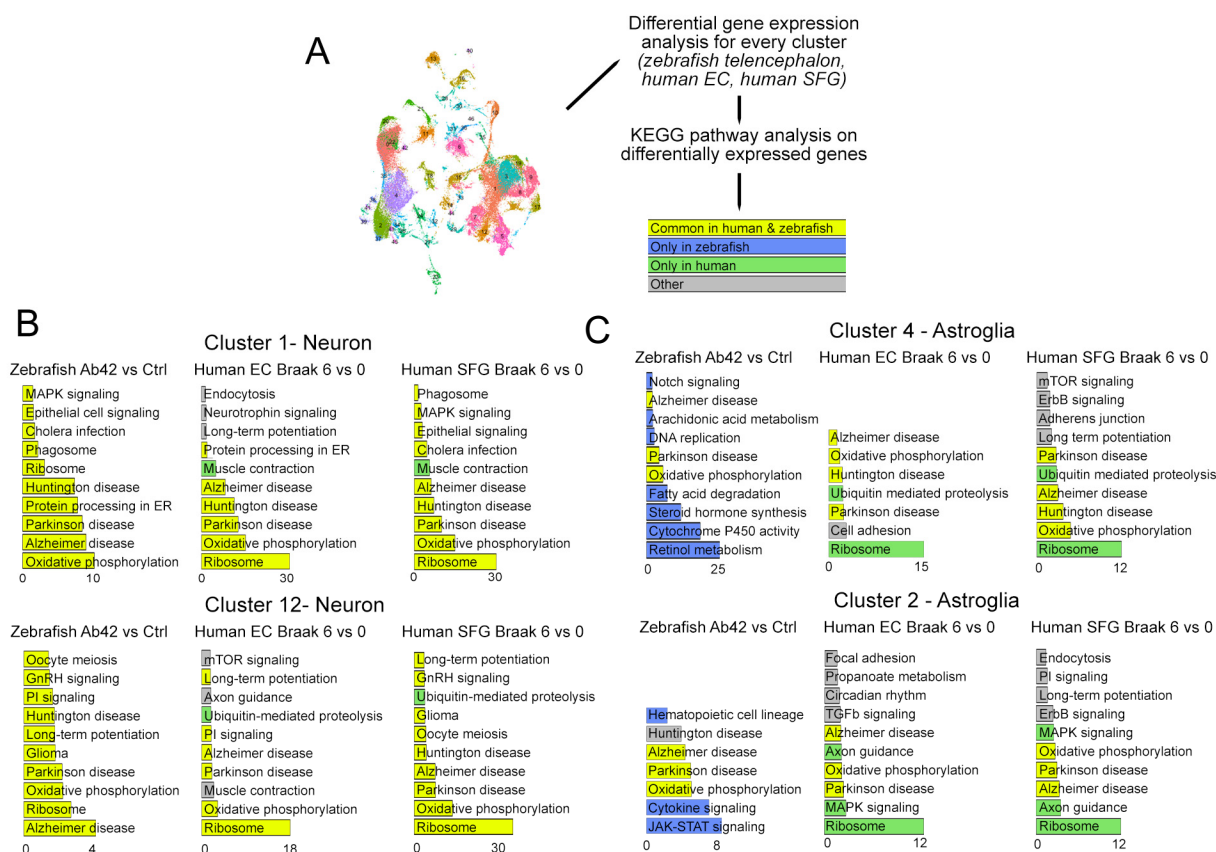 A
Differential gene expression
analysis for every cluster
(zebrafish telencephalon,
human EC, human SFG)
KEGG pathway analysis on
differentially expressed genes
Common in human & zebrafish
Only in zebrafish
Only in human
Other
B
Cluster 1- Neuron
Zebrafish Ab42 vs Ctrl
MAPK signaling
Epithelial cell signaling
Cholera infection
Phagosome
Ribosome
Huntington disease
Protein processing in ER
Parkinson disease
Alzheimer disease
Oxidative phosphorylation
0 10
Human EC Braak 6 vs 0
Endocytosis
Neurotrophin signaling
Long-term potentiation
Protein processing in ER
Muscle contraction
Alzheimer disease
Huntington disease
Parkinson disease
Oxidative phosphorylation
Ribosome
0 30
Human SFG Braak 6 vs 0
Phagosome
MAPK signaling
Epithelial signaling
Cholera infection
Muscle contraction
Alzheimer disease
Huntington disease
Parkinson disease
Oxidative phosphorylation
Ribosome
0 30
Cluster 12- Neuron
Zebrafish Ab42 vs Ctrl
Oocyte meiosis
GnRH signaling
PI signaling
Huntington disease
Long-term potentiation
Glioma
Parkinson disease
Oxidative phosphorylation
Ribosome
Alzheimer disease
0 4
Human EC Braak 6 vs 0
mTOR signaling
Long-term potentiation
Axon guidance
Ubiquitin-mediated proteolysis
PI signaling
Alzheimer disease
Parkinson disease
Muscle contraction
Oxidative phosphorylation
Ribosome
0 18
Human SFG Braak 6 vs 0
Long-term potentiation
GnRH signaling
Ubiquitin-mediated proteolysis
Glioma
Oocyte meiosis
Huntington disease
Alzheimer disease
Parkinson disease
Oxidative phosphorylation
Ribosome
0 30
C
Cluster 4 - Astroglia
Zebrafish Ab42 vs Ctrl
Notch signaling
Alzheimer disease
Arachidonic acid metabolism
DNA replication
Parkinson disease
Oxidative phosphorylation
Fatty acid degradation
Steroid hormone synthesis
Cytochrome P450 activity
Retinol metabolism
0 25
Human EC Braak 6 vs 0
Alzheimer disease
Oxidative phosphorylation
Huntington disease
Ubiquitin mediated proteolysis
Parkinson disease
Cell adhesion
Ribosome
0 15
Human SFG Braak 6 vs 0
mTOR signaling
ErbB signaling
Adherens junction
Long term potentiation
Parkinson disease
Ubiquitin mediated proteolysis
Alzheimer disease
Huntington disease
Oxidative phosphorylation
Ribosome
0 12
Cluster 2 - Astroglia
Zebrafish Ab42 vs Ctrl
Hematopoietic cell lineage
Huntington disease
Alzheimer disease
Parkinson disease
Oxidative phosphorylation
Cytokine signaling
JAK-STAT signaling
0 8
Human EC Braak 6 vs 0
Focal adhesion
Propanoate metabolism
Circadian rhythm
TGFb signaling
Alzheimer disease
Axon guidance
Oxidative phosphorylation
Parkinson disease
MAPK signaling
Ribosome
0 12
Human SFG Braak 6 vs 0
Endocytosis
PI signaling
Long-term potentiation
ErbB signaling
MAPK signaling
Oxidative phosphorylation
Parkinson disease
Alzheimer disease
Axon guidance
Ribosome
0 12